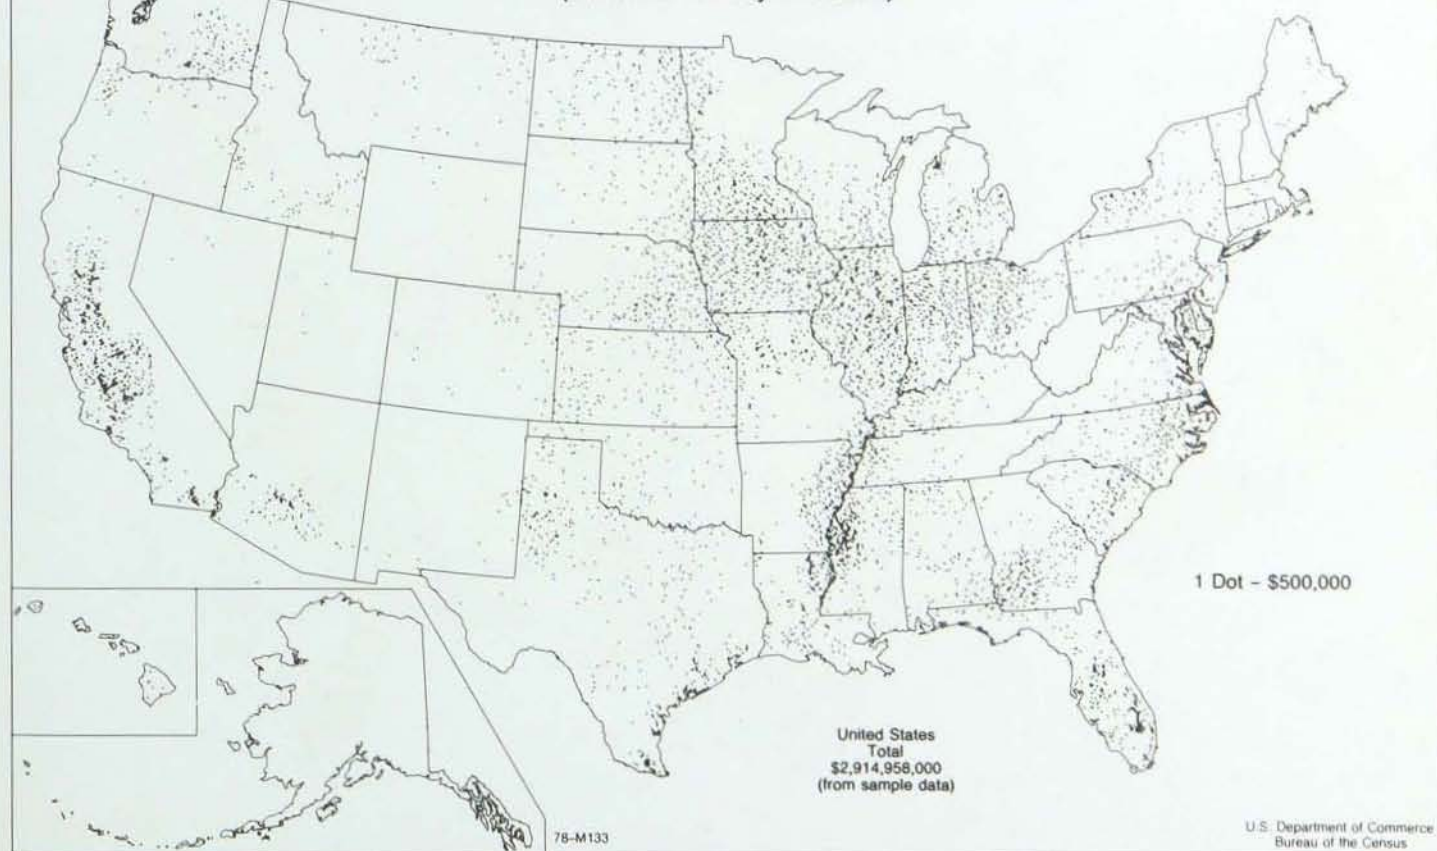 1 Dot – $500,000
United States
Total
$2,914,958,000
(from sample data)
78–M133
U.S. Department of Commerce
Bureau of the Census